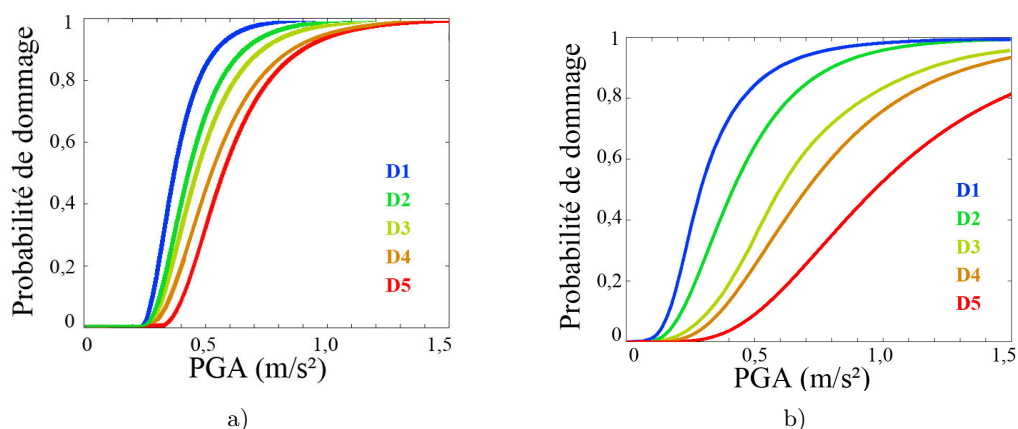 Probabilité de dommage
1
0,8
0,6
0,4
0.2
0
D1
D2
D3
D4
D5
0
0,5
1,0
1,5
PGA (m/s²)
a)
Probabilité de dommage
1
0,8
0,6
0,4
0.2
0
D1
D2
D3
D4
D5
0
0,5
1,0
1,5
PGA (m/s²)
b)